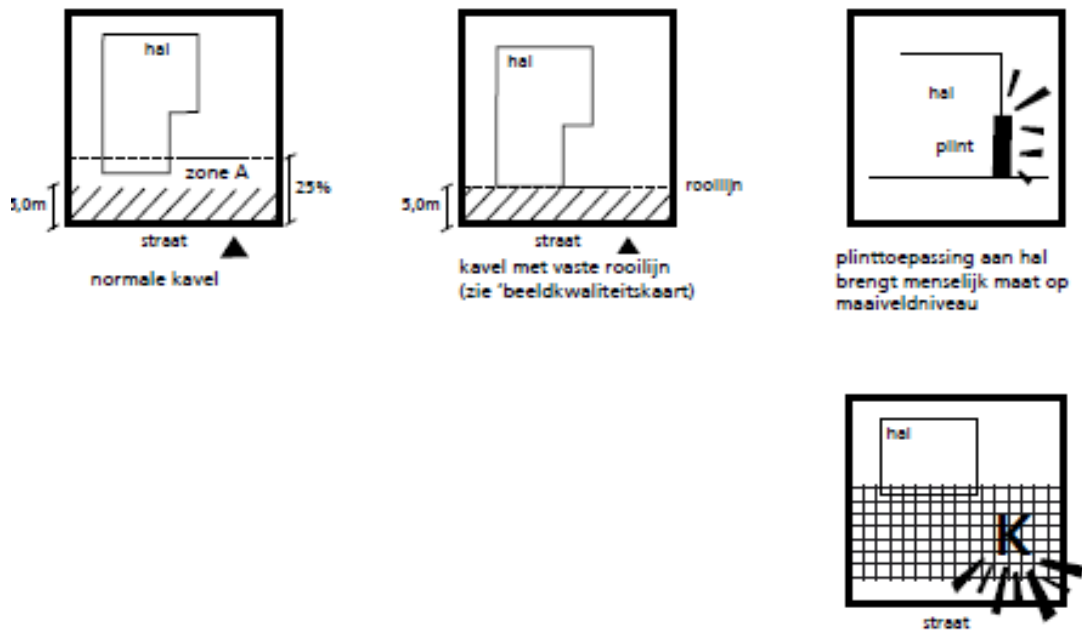 hal
zone A
5,0m
25%
straat
normale kavel
hal
5,0m
rooilijn
straat
kavel met vaste rooilijn
(zie 'beeldkwaliteitskaart)
hal
plint
plinttoepassing aan hal
brengt menselijk maat op
maaiveldniveau
hal
K
straat